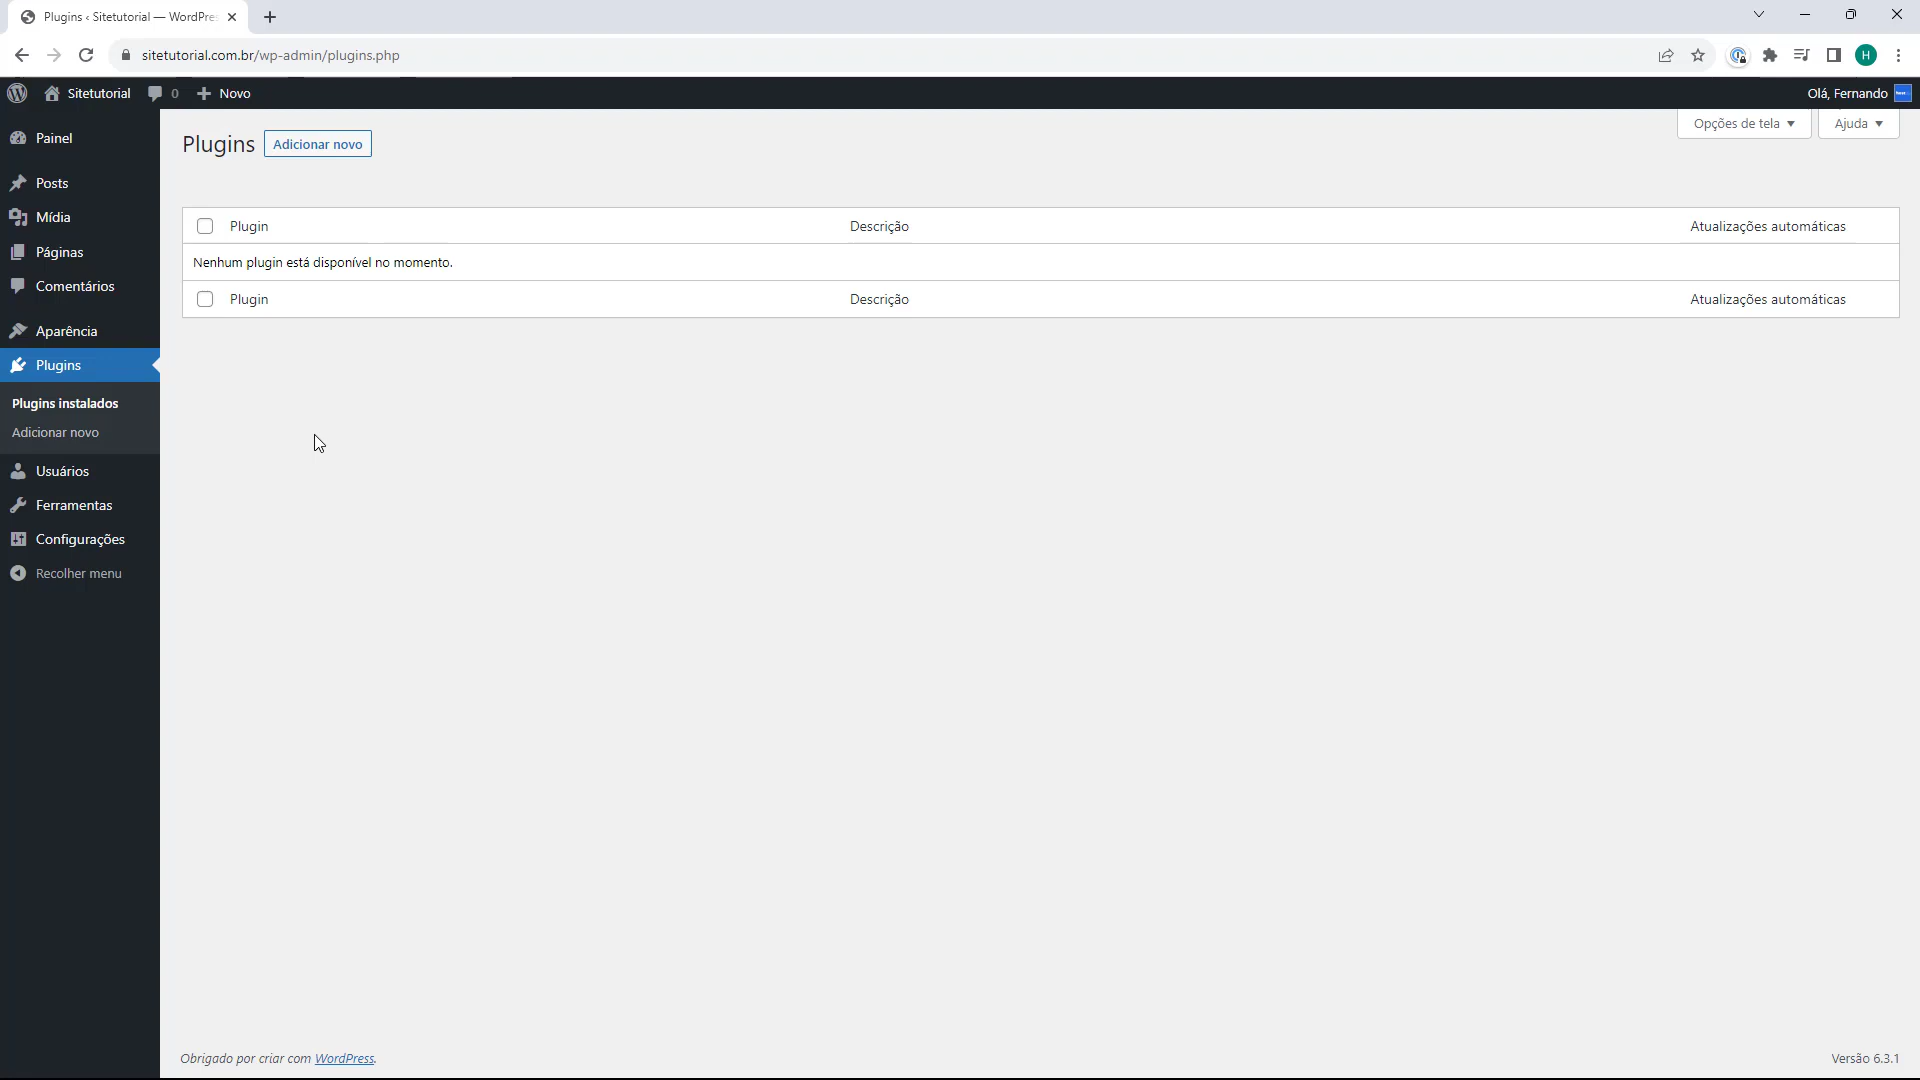 Plugins ‹ Sitetutorial — WordPre
sitetutorial.com.br/wp-admin/plugins.php
H
Sitetutorial
0
Novo
Olá, Fernando
Painel
Posts
Mídia
Páginas
Comentários
Aparência
Plugins
Plugins instalados
Adicionar novo
Usuários
Ferramentas
Configurações
Recolher menu
Opções de tela
Ajuda
Plugins
Adicionar novo
Plugin Descrição Atualizações automáticas
Nenhum plugin está disponível no momento.
Plugin Descrição Atualizações automáticas
Obrigado por criar com WordPress.
Versão 6.3.1